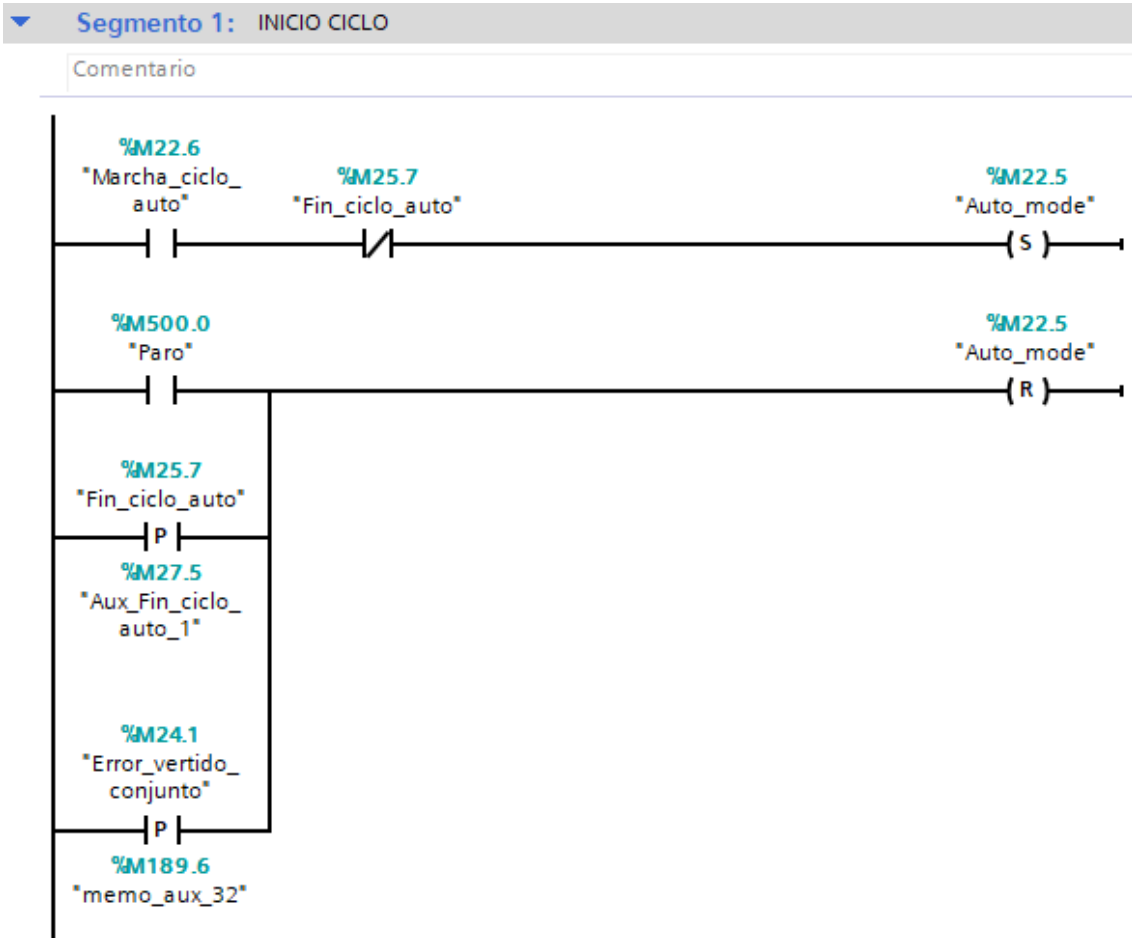 Segmento 1: INICIO CICLO
Comentario
%M22.6
"Marcha_ciclo_
auto"
%M25.7
"Fin_ciclo_auto"
%M22.5
"Auto_mode"
S
%M500.0
"Paro"
%M22.5
"Auto_mode"
R
%M25.7
"Fin_ciclo_auto"
P
%M27.5
"Aux_Fin_ciclo_
auto_1"
%M24.1
"Error_vertido_
conjunto"
P
%M189.6
"memo_aux_32"